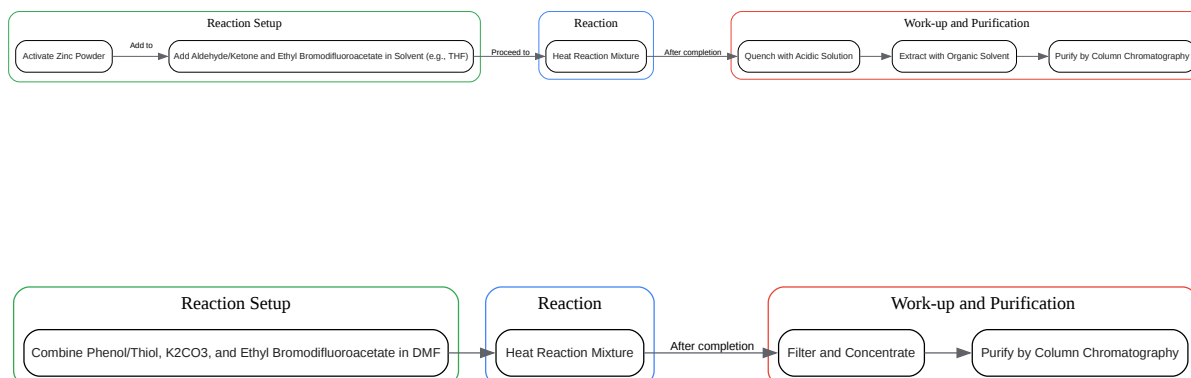 Reaction Setup
Reaction
Work-up and Purification
Activate Zinc Powder
Add to
Add Aldehyde/Ketone and Ethyl Bromodifluoroacetate in Solvent (e.g., THF)
Proceed to
Heat Reaction Mixture
After completion
Quench with Acidic Solution
Extract with Organic Solvent
Purify by Column Chromatography
Reaction Setup
Reaction
Work-up and Purification
Combine Phenol/Thiol, K2CO3, and Ethyl Bromodifluoroacetate in DMF
Heat Reaction Mixture
After completion
Filter and Concentrate
Purify by Column Chromatography